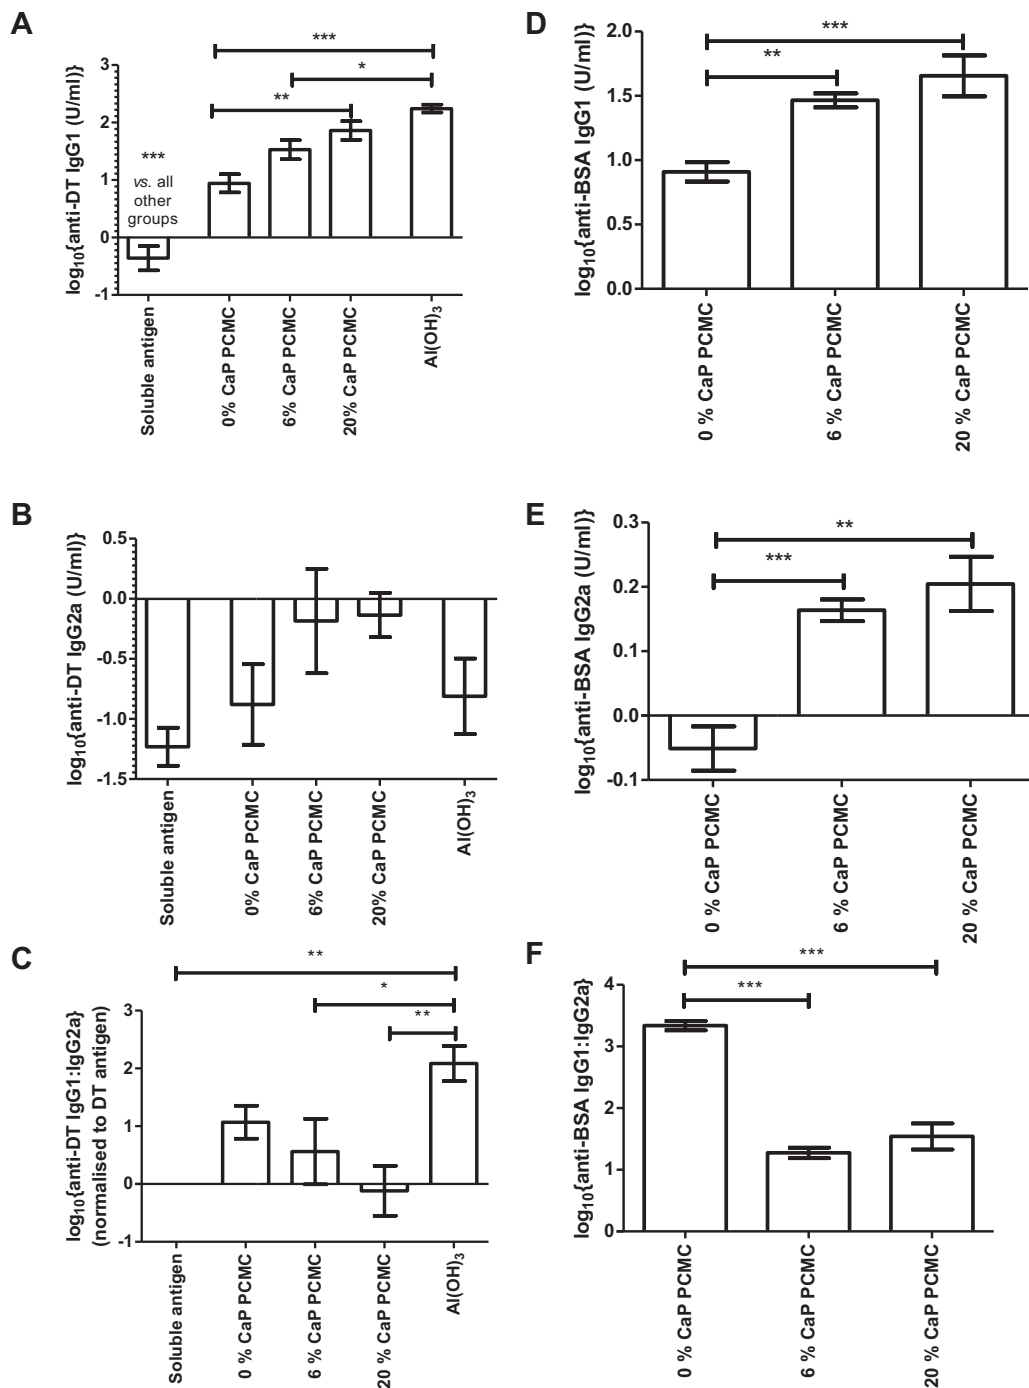 A
log10{anti-DT IgG1 (U/ml)}
3
2
1
0
-1
***
*
**
***
vs. all
other
groups
Soluble antigen
0% CaP PCMC
6% CaP PCMC
20% CaP PCMC
Al(OH)3
D
log10{anti-BSA IgG1 (U/ml)}
2.0
1.5
1.0
0.5
0.0
***
**
0 % CaP PCMC
6 % CaP PCMC
20 % CaP PCMC
B
log10{anti-DT IgG2a (U/ml)}
0.5
0.0
-0.5
-1.0
-1.5
Soluble antigen
0% CaP PCMC
6% CaP PCMC
20% CaP PCMC
Al(OH)3
E
log10{anti-BSA IgG2a (U/ml)}
0.3
0.2
0.1
0.0
-0.1
**
***
0 % CaP PCMC
6 % CaP PCMC
20 % CaP PCMC
C
log10{anti-DT IgG1:IgG2a}
(normalised to DT antigen)
3
2
1
0
-1
**
*
**
Soluble antigen
0 % CaP PCMC
6 % CaP PCMC
20 % CaP PCMC
Al(OH)3
F
log10{anti-BSA IgG1:IgG2a}
4
3
2
1
0
***
***
0 % CaP PCMC
6 % CaP PCMC
20 % CaP PCMC